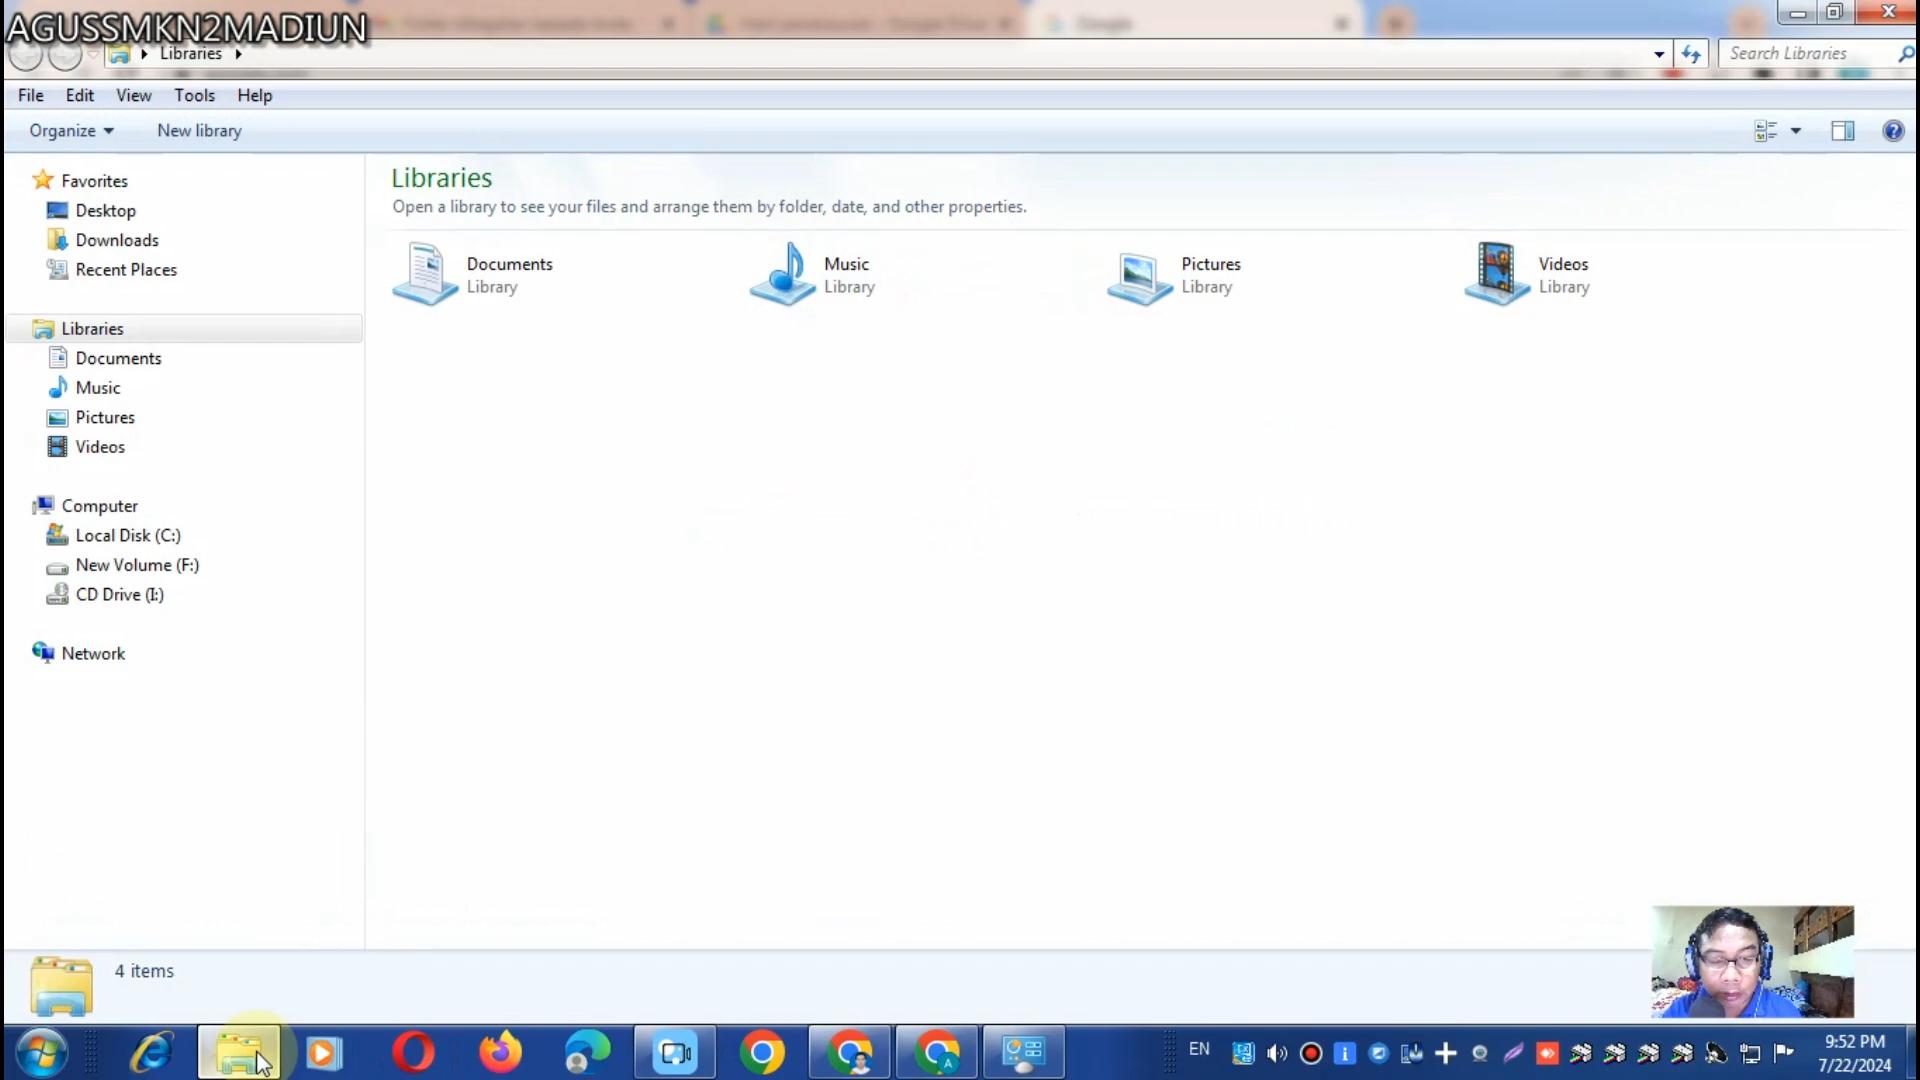 AGUSSMKN2MADIUN
Google
Libraries
Search Libraries
File Edit View Tools Help
Organize New library
Favorites
Desktop
Downloads
Recent Places
Libraries
Documents
Music
Pictures
Videos
Computer
Local Disk (C:)
New Volume (F:)
CD Drive (I:)
Network
Libraries
Open a library to see your files and arrange them by folder, date, and other properties.
Documents
Library
Music
Library
Pictures
Library
Videos
Library
4 items
EN
9:52 PM
7/22/2024